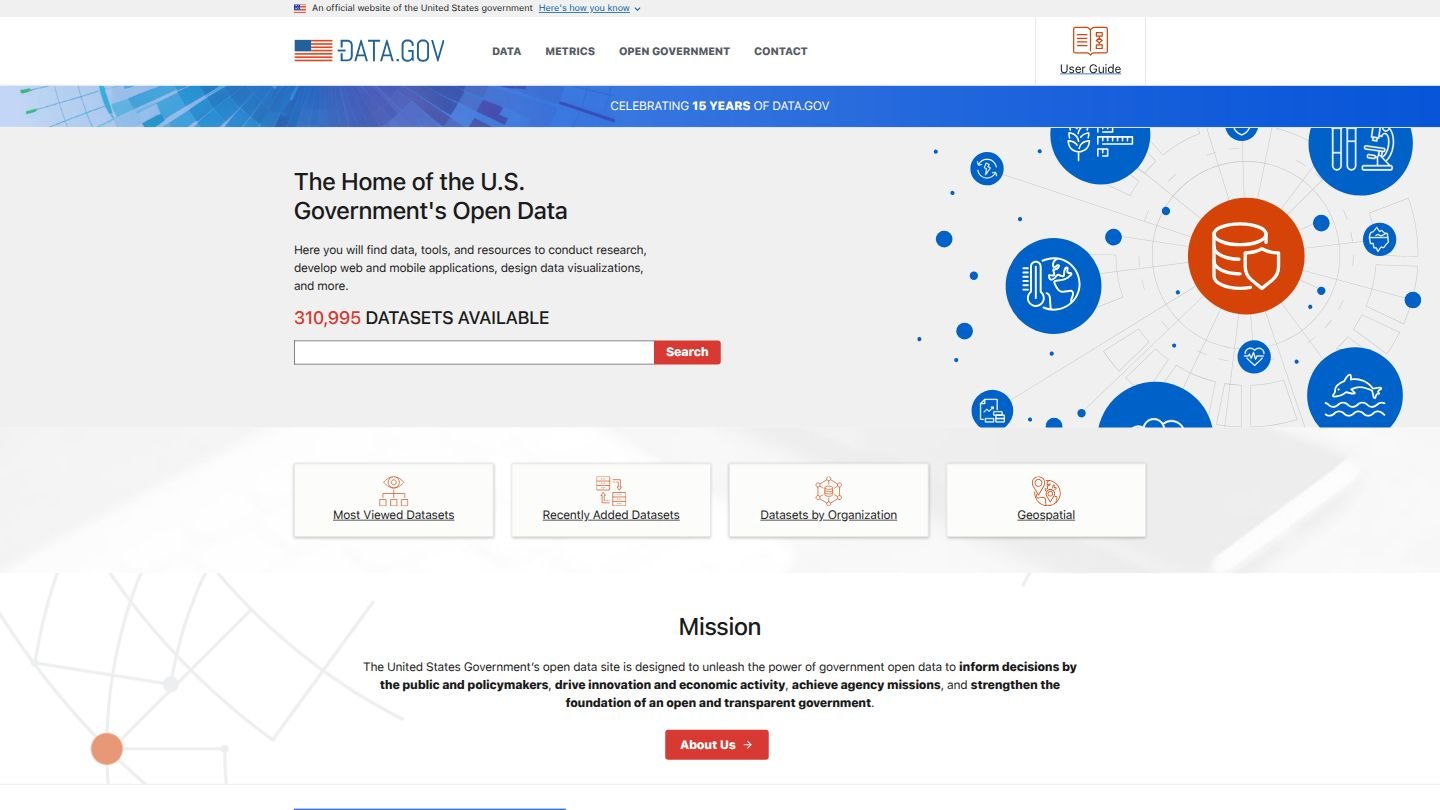 An official website of the United States government Here's how you know
DATA.GOV
DATA METRICS OPEN GOVERNMENT CONTACT
User Guide
CELEBRATING 15 YEARS OF DATA.GOV
The Home of the U.S.
Government's Open Data
Here you will find data, tools, and resources to conduct research,
develop web and mobile applications, design data visualizations,
and more.
310,995 DATASETS AVAILABLE
Search
Most Viewed Datasets
Recently Added Datasets
Datasets by Organization
Geospatial
Mission
The United States Government's open data site is designed to unleash the power of government open data to inform decisions by
the public and policymakers, drive innovation and economic activity, achieve agency missions, and strengthen the
foundation of an open and transparent government.
About Us →